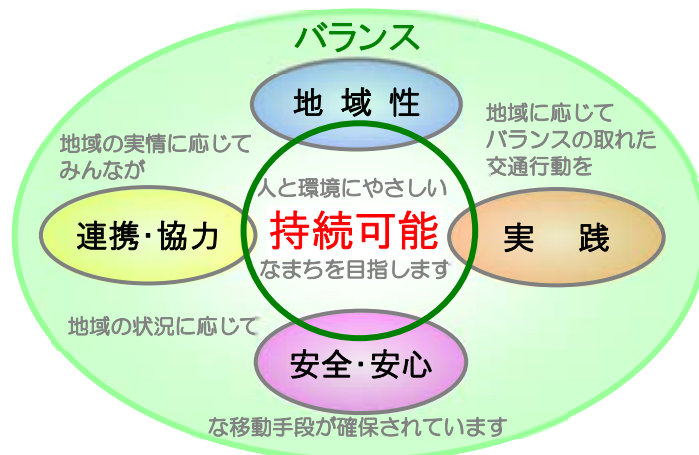 バランス
地 域 性
地域の実情に応じて
みんなが
連携・協力
地域に応じて
バランスの取れた
交通行動を
実 践
人と環境にやさしい
持続可能
なまちを目指します
地域の状況に応じて
安全・安心
な移動手段が確保されています